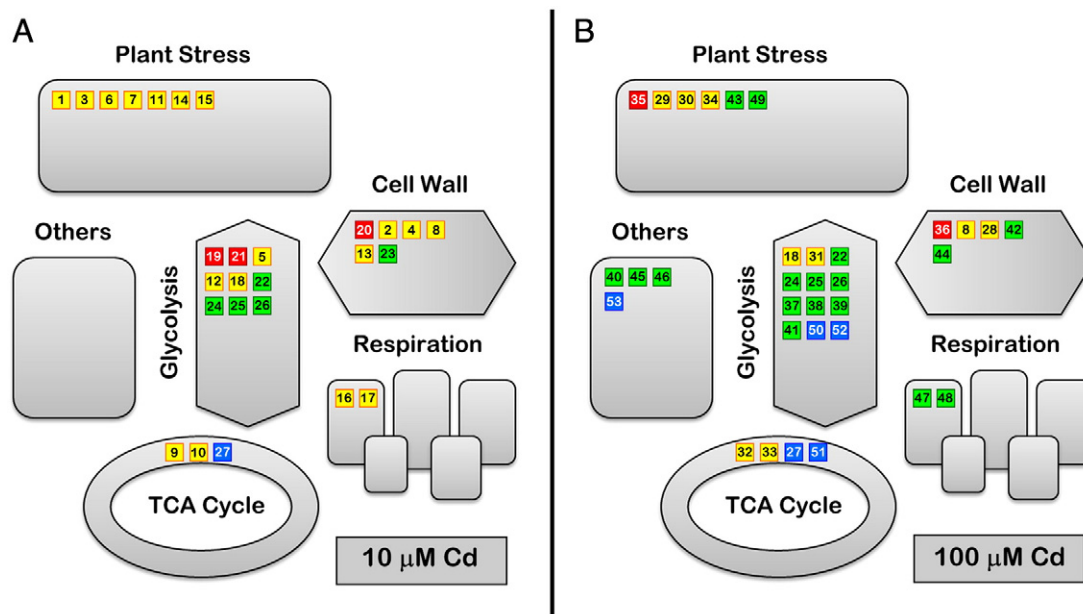 A
Plant Stress
1 3 6 7 11 14 15
Cell Wall
20 2 4 8
13 23
Others
Glycolysis
19 21 5
12 18 22
24 25 26
Respiration
16 17
9 10 27
TCA Cycle
10 µM Cd
B
Plant Stress
35 29 30 34 43 49
Cell Wall
36 8 28 42
44
Others
40 45 46
53
Glycolysis
18 31 22
24 25 26
37 38 39
41 50 52
Respiration
47 48
32 33 27 51
TCA Cycle
100 µM Cd